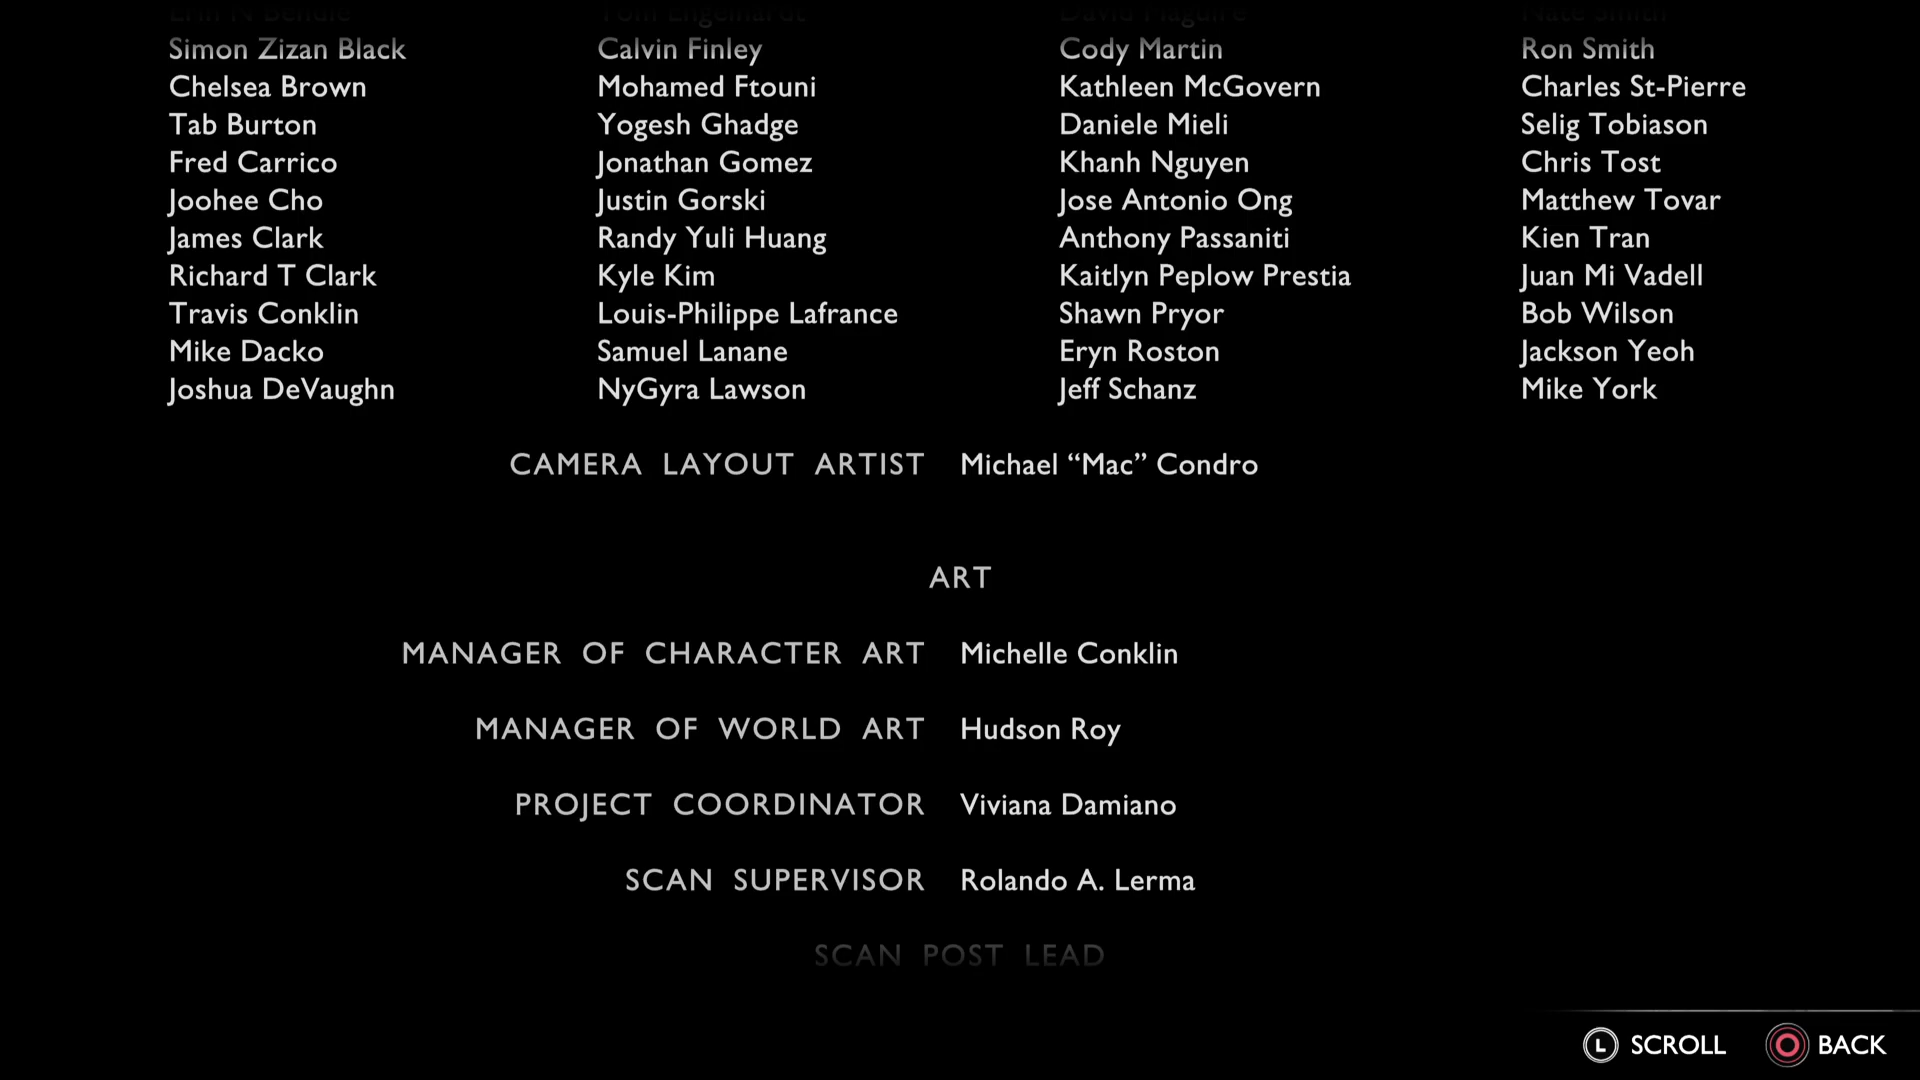 Simon Zizan Black Calvin Finley Cody Martin Ron Smith
Chelsea Brown Mohamed Ftouni Kathleen McGovern Charles St-Pierre
Tab Burton Yogesh Ghadge Daniele Mieli Selig Tobiason
Fred Carrico Jonathan Gomez Khanh Nguyen Chris Tost
Joohee Cho Justin Gorski Jose Antonio Ong Matthew Tovar
James Clark Randy Yuli Huang Anthony Passaniti Kien Tran
Richard T Clark Kyle Kim Kaitlyn Peplow Prestia Juan Mi Vadell
Travis Conklin Louis-Philippe Lafrance Shawn Pryor Bob Wilson
Mike Dacko Samuel Lanane Eryn Roston Jackson Yeoh
Joshua DeVaughn NyGyra Lawson Jeff Schanz Mike York
CAMERA LAYOUT ARTIST Michael “Mac” Condro
ART
MANAGER OF CHARACTER ART Michelle Conklin
MANAGER OF WORLD ART Hudson Roy
PROJECT COORDINATOR Viviana Damiano
SCAN SUPERVISOR Rolando A. Lerma
SCAN POST LEAD
L SCROLL BACK